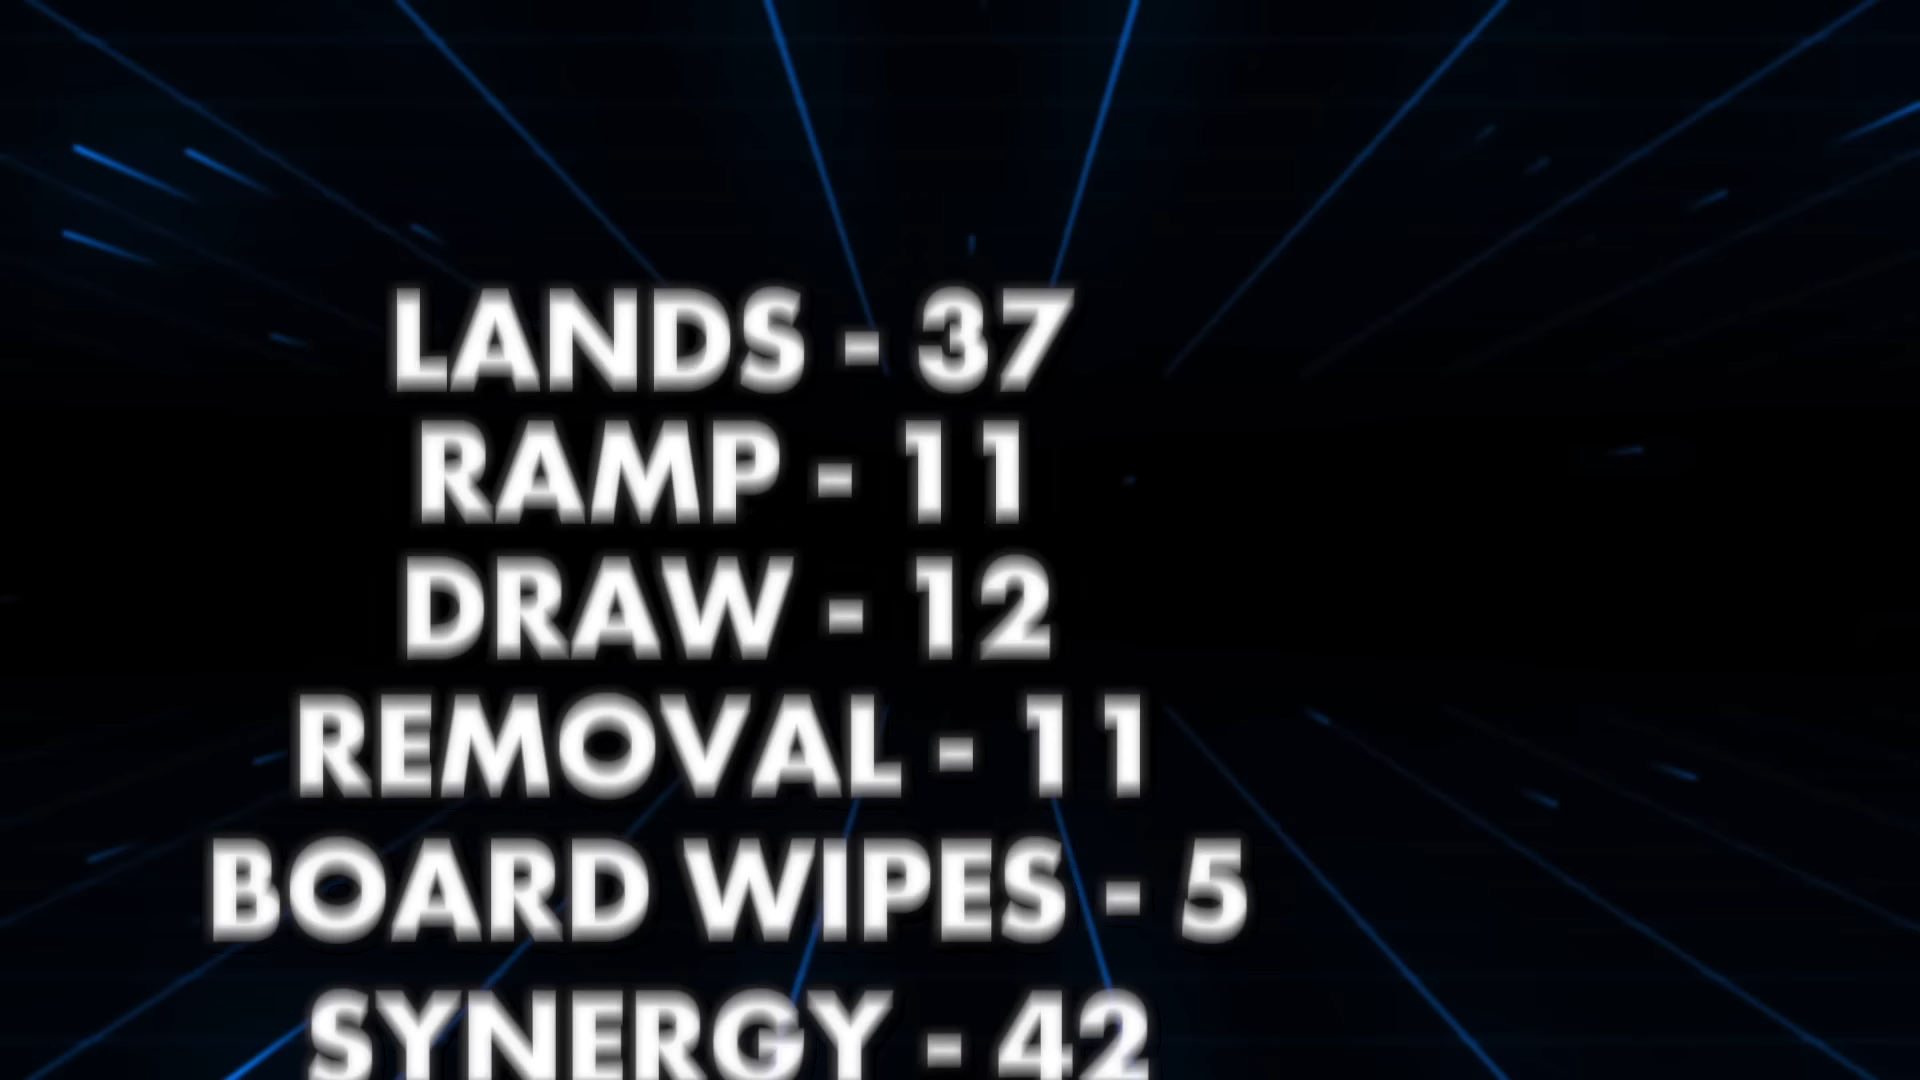 LANDS - 37
RAMP - 11
DRAW - 12
REMOVAL - 11
BOARD WIPES - 5
SYNERGY - 42